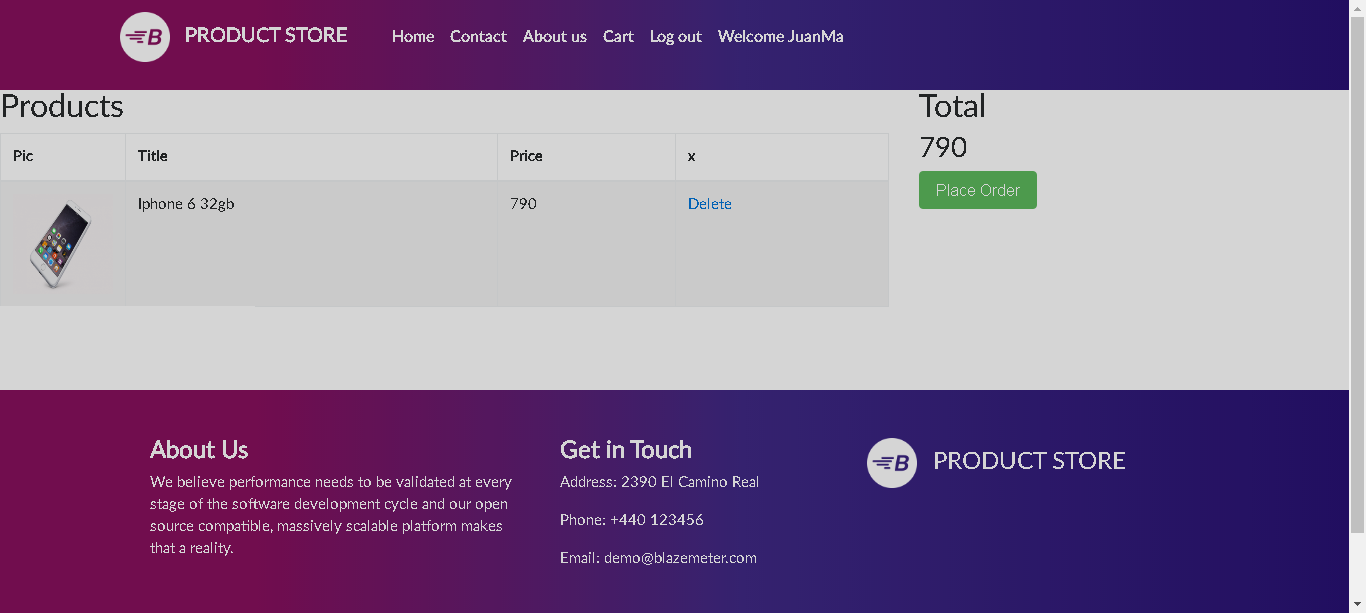 B PRODUCT STORE Home Contact About us Cart Log out Welcome JuanMa
Products
Pic Title Price x
Iphone 6 32gb 790 Delete
Total
790
Place Order
About Us
We believe performance needs to be validated at every
stage of the software development cycle and our open
source compatible, massively scalable platform makes
that a reality.
Get in Touch
Address: 2390 El Camino Real
Phone: +440 123456
Email: demo@blazemeter.com
B PRODUCT STORE